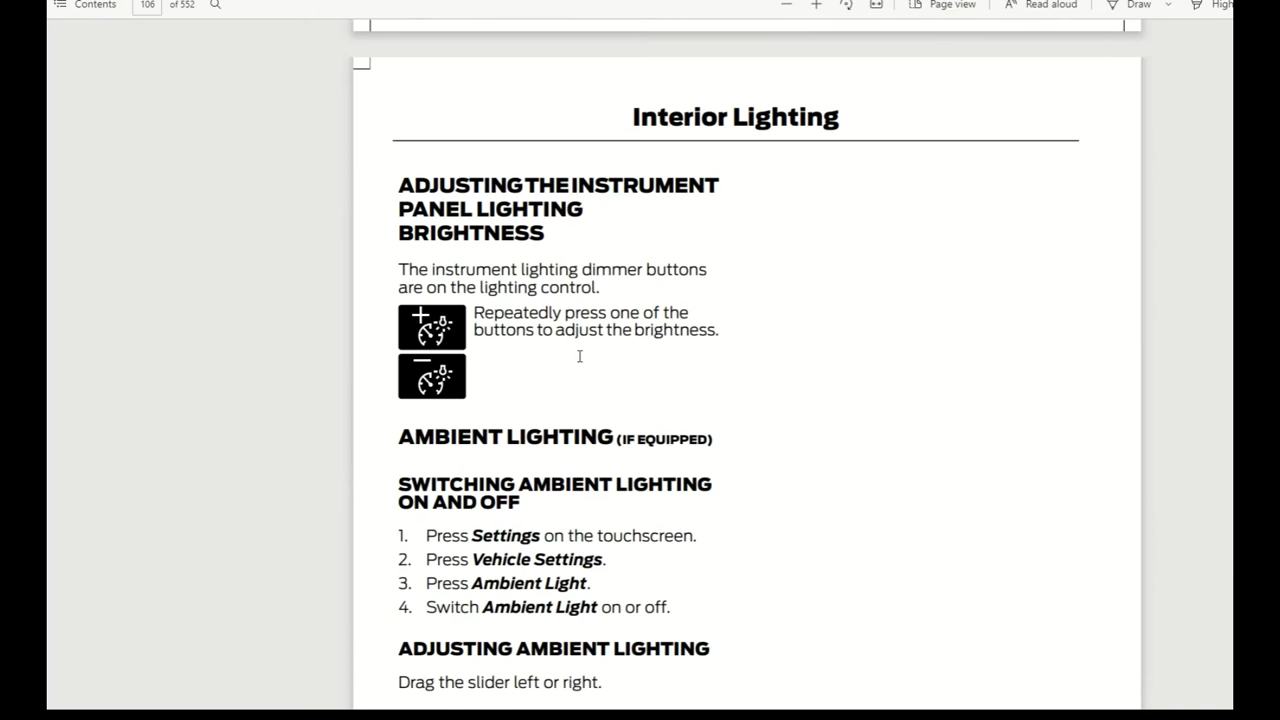 Contents 106 of 552 Page view Read aloud Draw High
Interior Lighting
ADJUSTING THE INSTRUMENT
PANEL LIGHTING
BRIGHTNESS
The instrument lighting dimmer buttons
are on the lighting control.
Repeatedly press one of the
buttons to adjust the brightness.
AMBIENT LIGHTING (IF EQUIPPED)
SWITCHING AMBIENT LIGHTING
ON AND OFF
1. Press Settings on the touchscreen.
2. Press Vehicle Settings.
3. Press Ambient Light.
4. Switch Ambient Light on or off.
ADJUSTING AMBIENT LIGHTING
Drag the slider left or right.